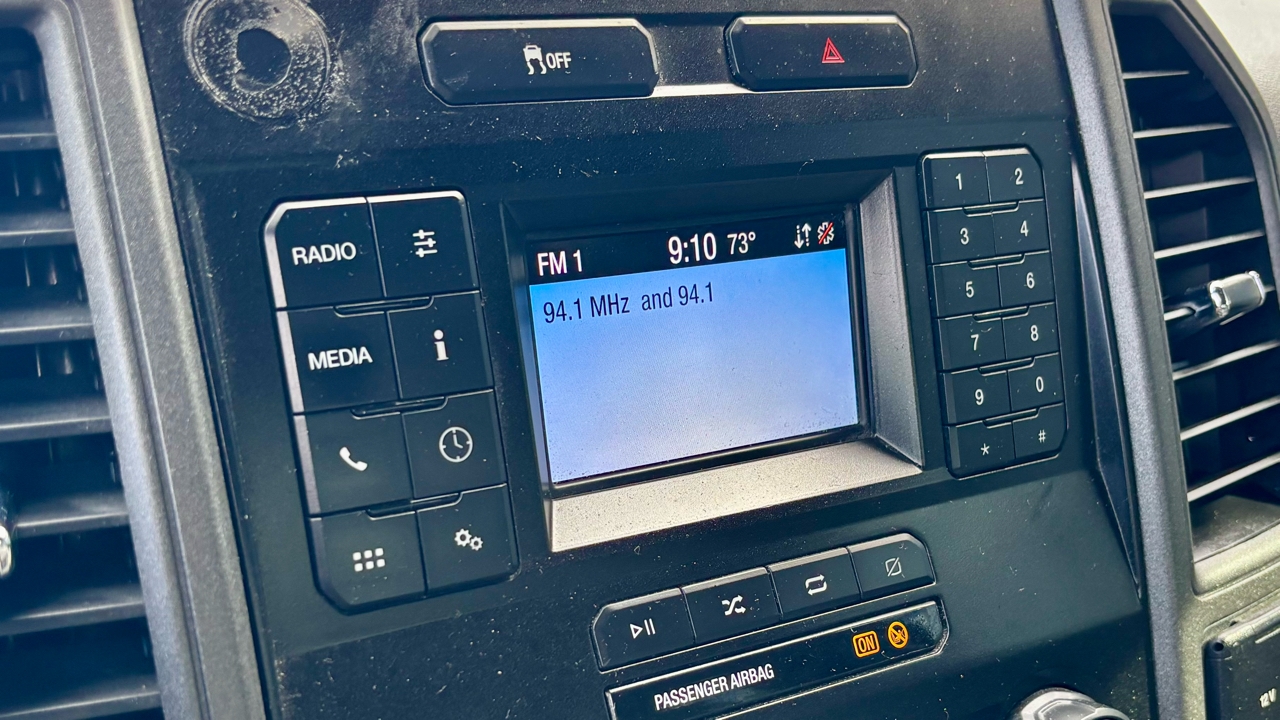 OFF
RADIO
MEDIA
FM 1 9:10 73°
94.1 MHz and 94.1
1 2
3 4
5 6
7 8
9 0
* #
ON
PASSENGER AIRBAG
12V